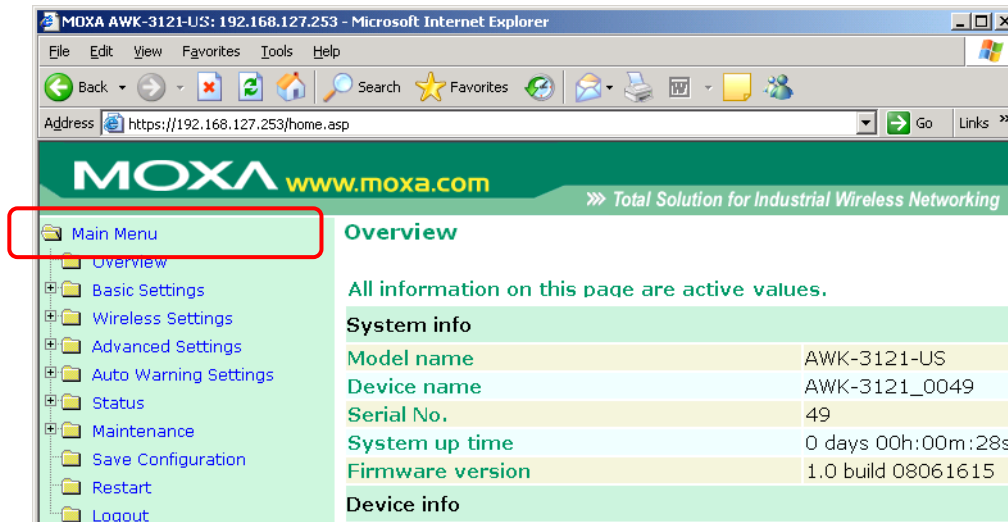 MOXA AWK-3121-US: 192.168.127.253 - Microsoft Internet Explorer
File Edit View Favorites Tools Help
Back Search Favorites
Address https://192.168.127.253/home.asp Go Links »
MOXA www.moxa.com
Total Solution for Industrial Wireless Networking
Main Menu
Overview
Basic Settings
Wireless Settings
Advanced Settings
Auto Warning Settings
Status
Maintenance
Save Configuration
Restart
Logout
Overview
All information on this page are active values.
System info
Model name AWK-3121-US
Device name AWK-3121_0049
Serial No. 49
System up time 0 days 00h:00m:28s
Firmware version 1.0 build 08061615
Device info